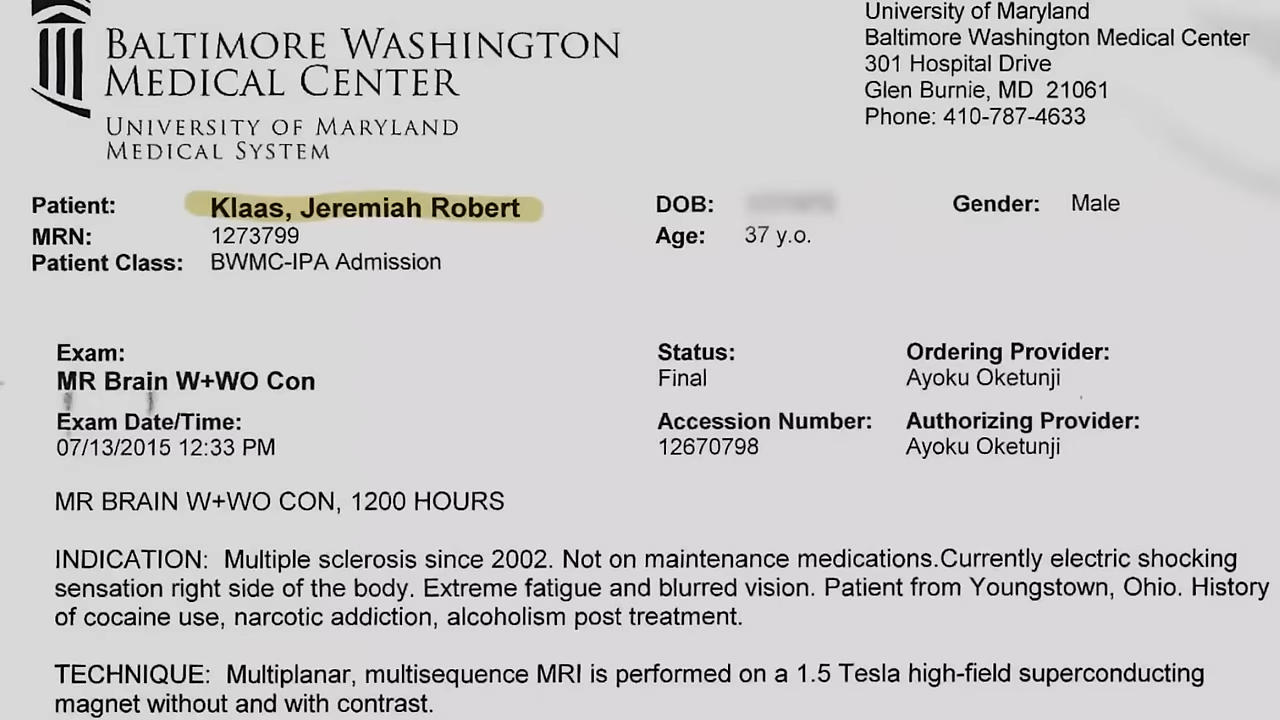 BALTIMORE WASHINGTON
MEDICAL CENTER
UNIVERSITY OF MARYLAND
MEDICAL SYSTEM
University of Maryland
Baltimore Washington Medical Center
301 Hospital Drive
Glen Burnie, MD 21061
Phone: 410-787-4633
Patient: Klaas, Jeremiah Robert DOB: Gender: Male
MRN: 1273799 Age: 37 y.o.
Patient Class: BWMC-IPA Admission
Exam: Status: Ordering Provider:
MR Brain W+WO Con Final Ayoku Oketunji
Exam Date/Time: Accession Number: Authorizing Provider:
07/13/2015 12:33 PM 12670798 Ayoku Oketunji
MR BRAIN W+WO CON, 1200 HOURS
INDICATION: Multiple sclerosis since 2002. Not on maintenance medications.Currently electric shocking
sensation right side of the body. Extreme fatigue and blurred vision. Patient from Youngstown, Ohio. History
of cocaine use, narcotic addiction, alcoholism post treatment.
TECHNIQUE: Multiplanar, multisequence MRI is performed on a 1.5 Tesla high-field superconducting
magnet without and with contrast.